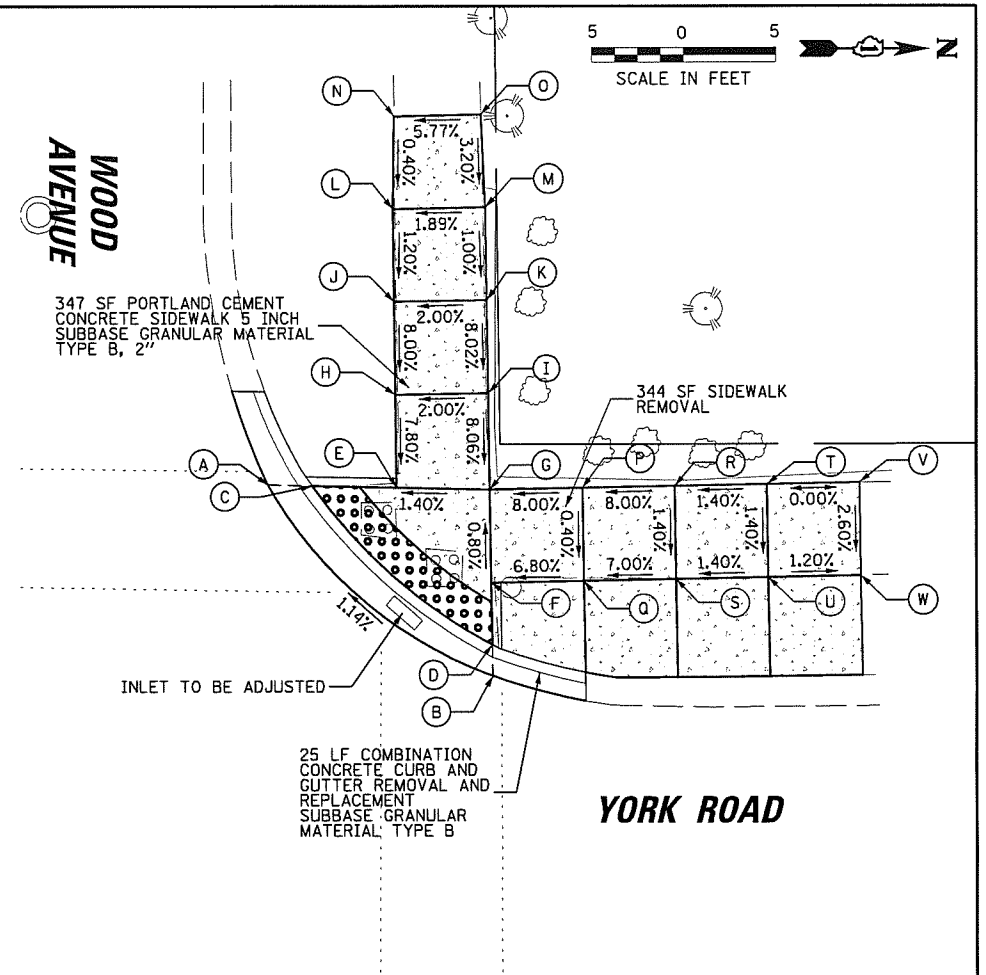 5 0 5
SCALE IN FEET
N
N
O
5.77%
0.40%
3.20%
WOOD
AVENUE
L
M
1.89%
1.20%
1.00%
J
K
347 SF PORTLAND CEMENT
CONCRETE SIDEWALK 5 INCH
SUBBASE GRANULAR MATERIAL
TYPE B, 2"
2.00%
8.00%
8.02%
H
I
344 SF SIDEWALK
REMOVAL
2.00%
7.80%
8.06%
A
E
G
P
R
T
V
C
1.40%
8.00%
8.00%
1.40%
0.00%
0.80%
0.40%
1.40%
1.40%
2.60%
6.80%
7.00%
1.40%
1.20%
F
Q
S
U
W
1.14%
INLET TO BE ADJUSTED
D
B
25 LF COMBINATION
CONCRETE CURB AND
GUTTER REMOVAL AND
REPLACEMENT
SUBBASE GRANULAR
MATERIAL TYPE B
YORK ROAD